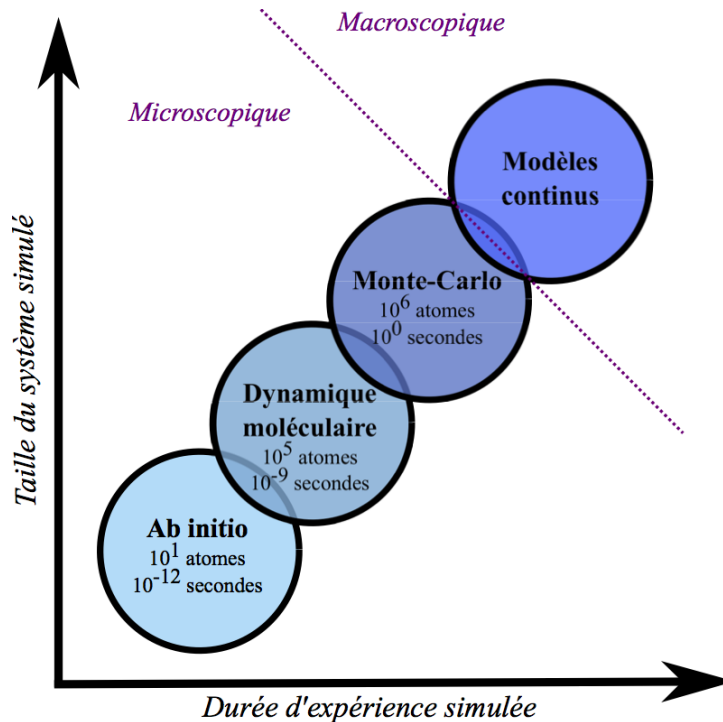 Macroscopique
Microscopique
Modèles
continus
Monte-Carlo
10^6 atomes
10^0 secondes
Dynamique
moléculaire
10^5 atomes
10^-9 secondes
Ab initio
10^1 atomes
10^-12 secondes
Taille du système simulé
Durée d'expérience simulée